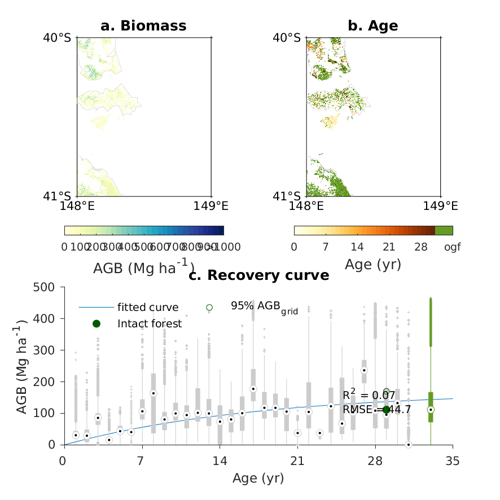 a. Biomass
b. Age
40°S
40°S
41°S
41°S
148°E
149°E
148°E
149°E
0 100 200 300 400 500 600 700 800 900 >1000
0 7 14 21 28 ogf
AGB (Mg ha-1)
Age (yr)
c. Recovery curve
500
fitted curve
95% AGBgrid
Intact forest
400
300
200
R2 = 0.07
RMSE = 44.7
100
0
AGB (Mg ha-1)
0 7 14 21 28 35
Age (yr)